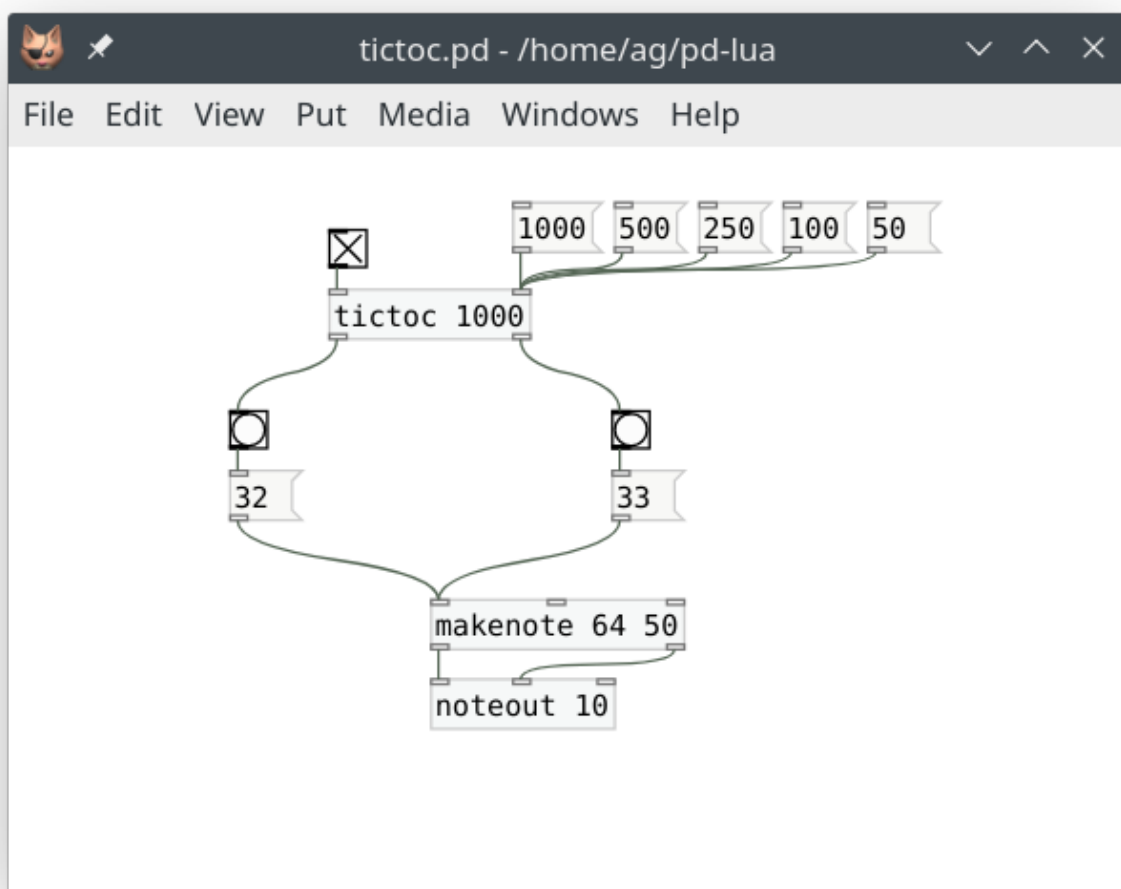 tictoc.pd - /home/ag/pd-lua
File Edit View Put Media Windows Help
1000 500 250 100 50
tictoc 1000
32 33
makenote 64 50
noteout 10